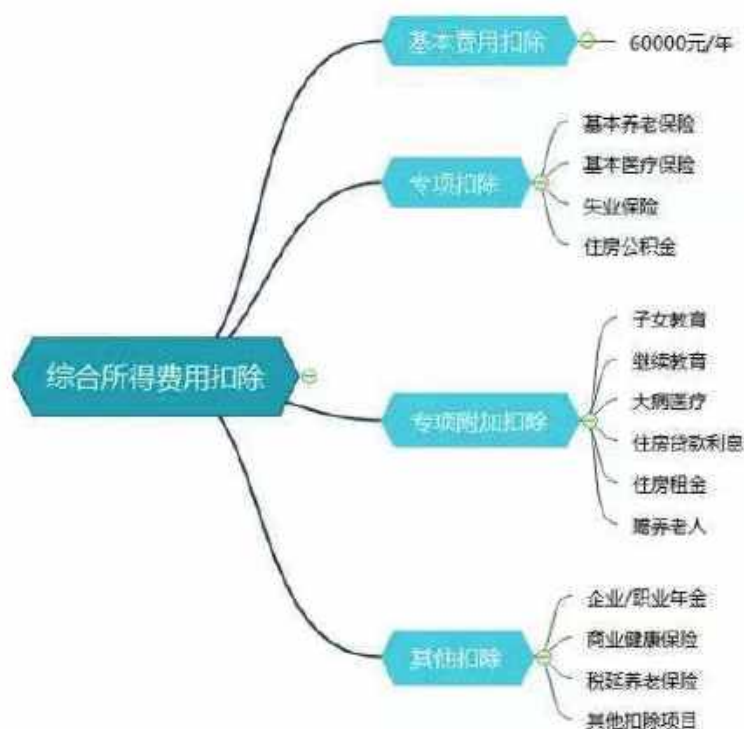 基本费用扣除
60000元/年
专项扣除
基本养老保险
基本医疗保险
失业保险
住房公积金
综合所得费用扣除
专项附加扣除
子女教育
继续教育
大病医疗
住房贷款利息
住房租金
赡养老人
其他扣除
企业/职业年金
商业健康保险
税延养老保险
其他扣除项目